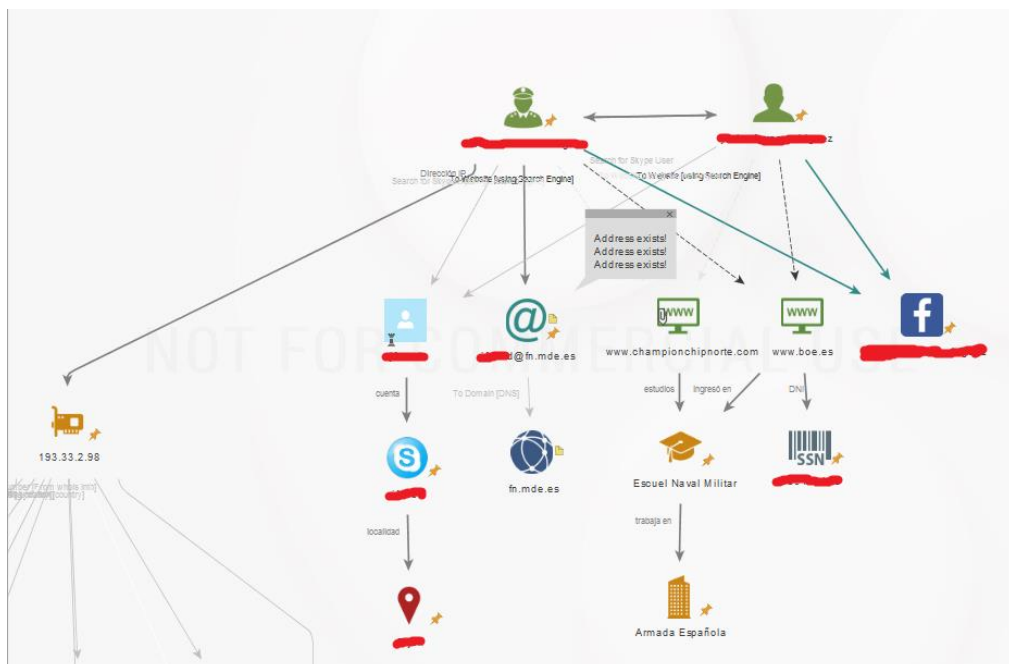 z
Search for Skype User
Dirección IP
To Website [using Search Engine]
To Website [using Search Engine]
Search for Skype
Address exists!
Address exists!
Address exists!
NOT FOR COMMERCIAL USE
www
www
d@fn.mde.es
www.championchipnorte.com
www.boe.es
cuenta
To Domain [DNS]
estudios
ingresó en
DNI
193.33.2.98
SSN
fn.mde.es
Escuel Naval Militar
localidad
trabaja en
Armada Española